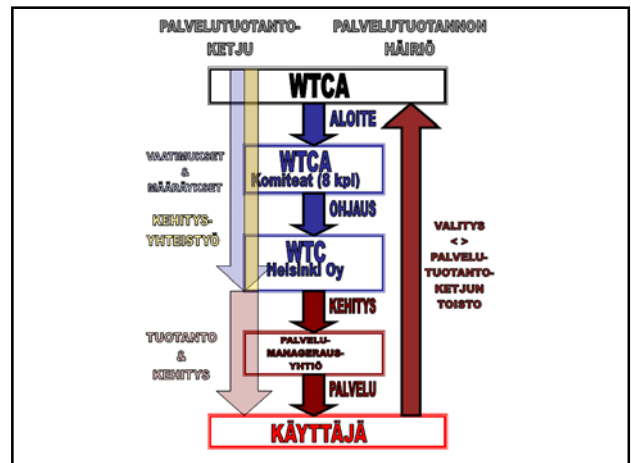 PALVELUTUOTANTO-
KETJU
PALVELUTUOTANNON
HÄIRIÖ
WTCA
ALOITE
WTCA
Komiteat (8 kpl)
VAATIMUKSET
&
MÄÄRÄYKSET
OHJAUS
KEHITYS-
YHTEISTYÖ
WTC
Helsinki Oy
VALITYS
<>
PALVELU-
TUOTANTO-
KETJUN
TOISTO
KEHITYS
TUOTANTO
&
KEHITYS
PALVELU-
MANAGERAUS-
YHTIÖ
PALVELU
KÄYTTÄJÄ